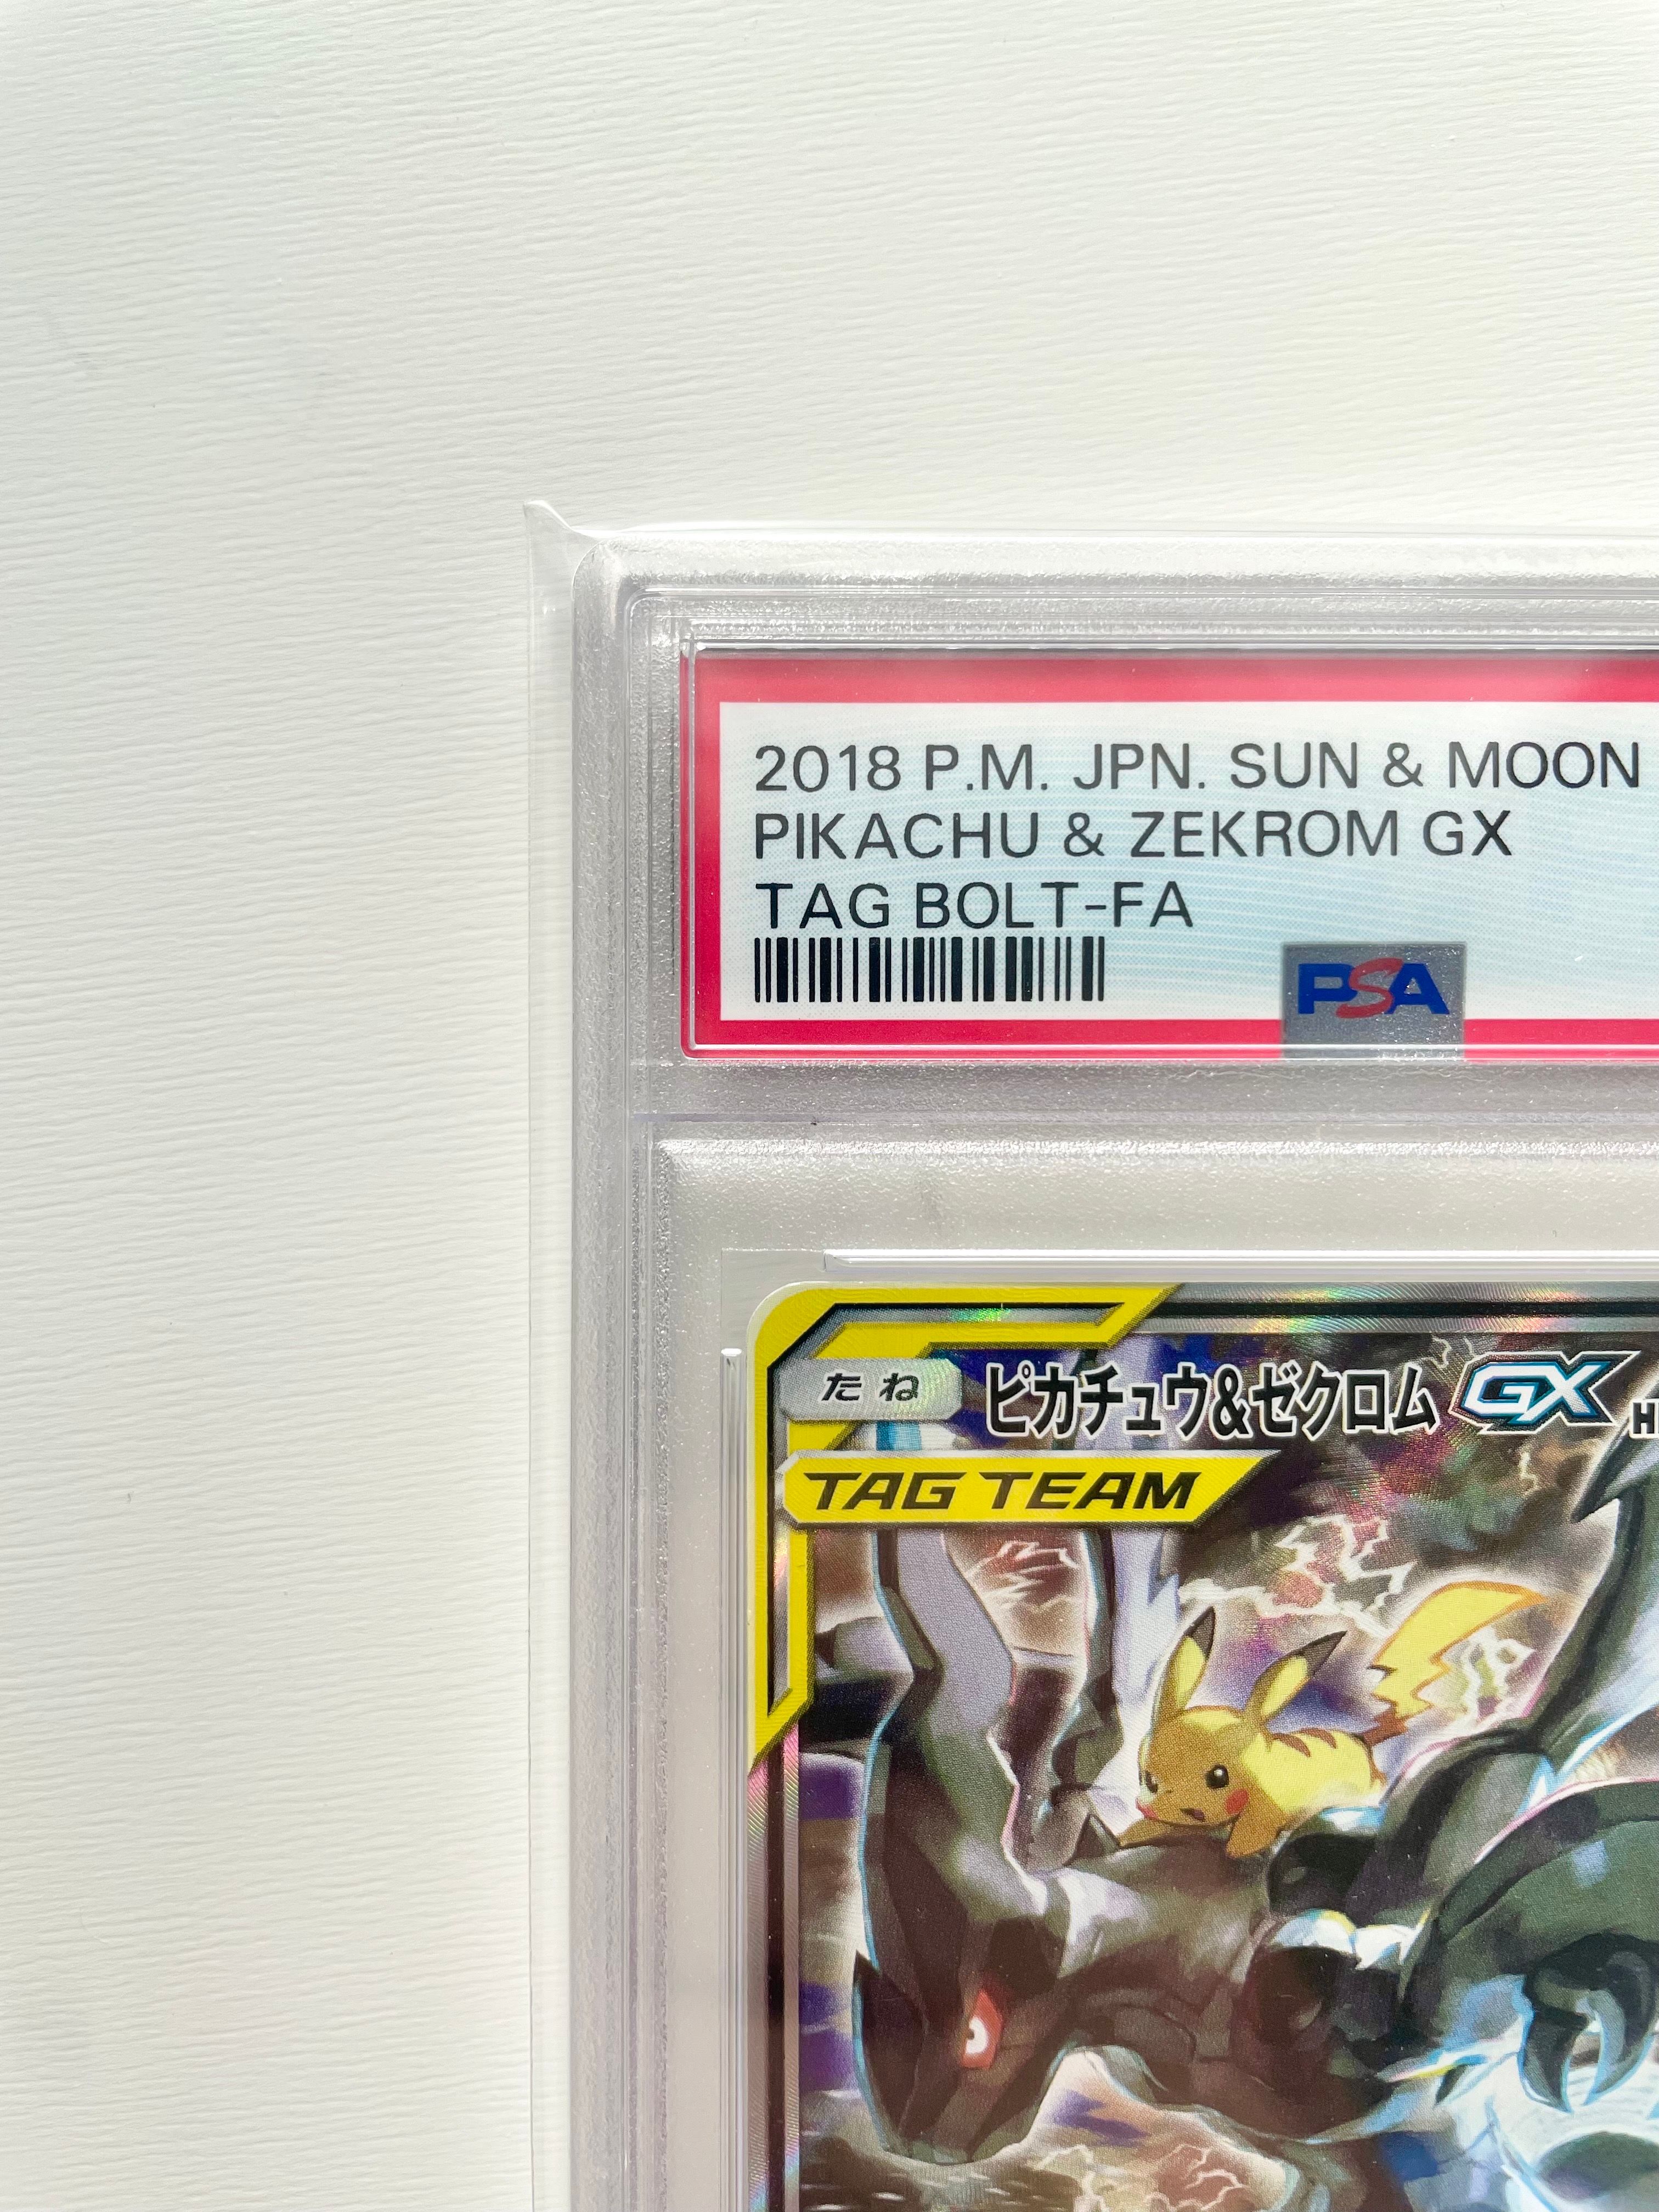 2018 P.M. JPN. SUN & MOON
PIKACHU & ZEKROM GX
TAG BOLT-FA
PSA
たね ピカチュウ&ゼクロム GX
TAG TEAM